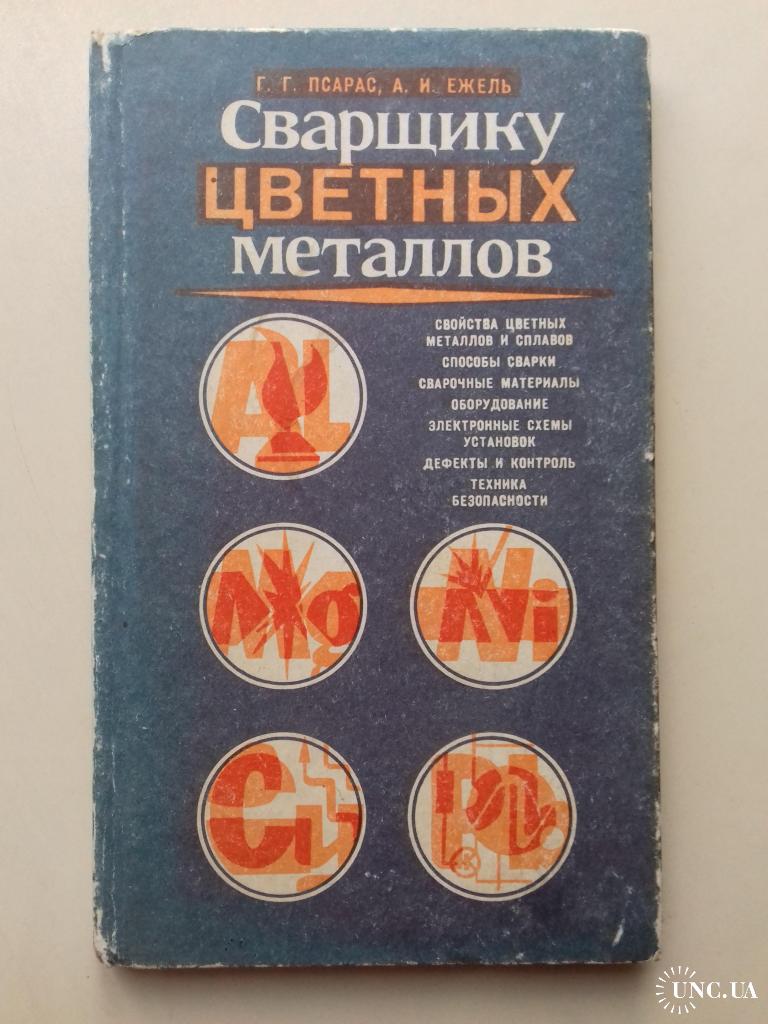 Г. Г. ПСАРАС, А. И. ЕЖЕЛЬ
Сварщику
ЦВЕТНЫХ
металлов
СВОЙСТВА ЦВЕТНЫХ
МЕТАЛЛОВ И СПЛАВОВ
СПОСОБЫ СВАРКИ
СВАРОЧНЫЕ МАТЕРИАЛЫ
ОБОРУДОВАНИЕ
ЭЛЕКТРОННЫЕ СХЕМЫ
УСТАНОВОК
ДЕФЕКТЫ И КОНТРОЛЬ
ТЕХНИКА
БЕЗОПАСНОСТИ
AL
Mg
Ni
Cu
UNC.UA